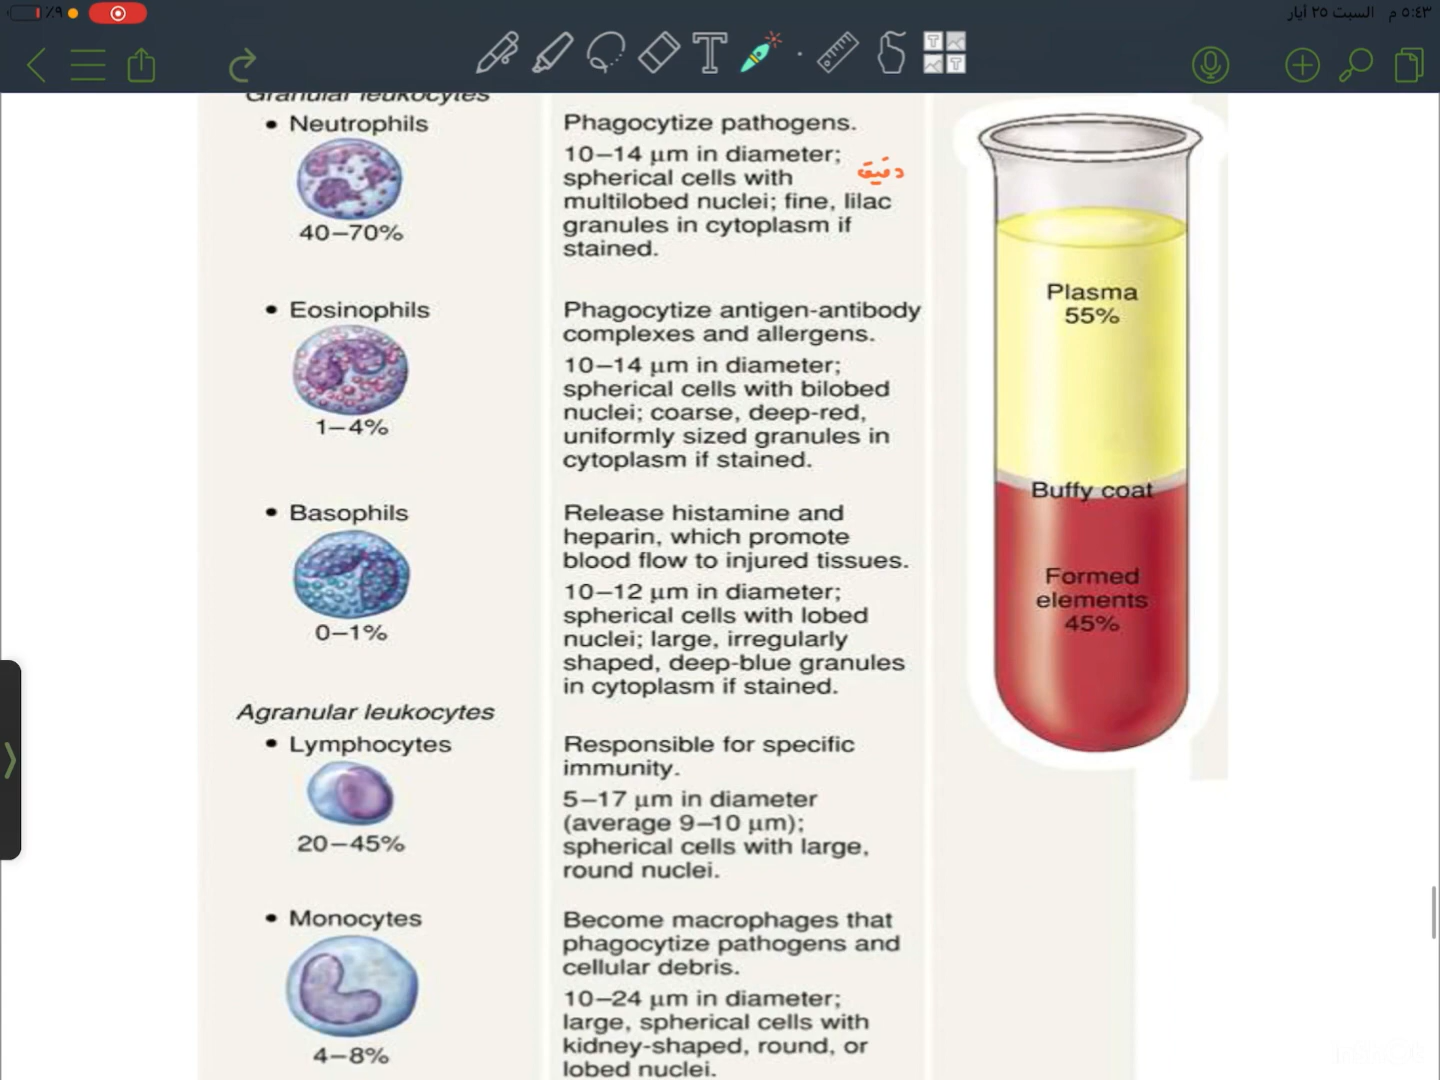 ٪٩
٥:٤٣ م السبت ٢٥ أيار
Granular leukocytes
• Neutrophils
40–70%
Phagocytize pathogens.
10–14 μm in diameter;
spherical cells with
multilobed nuclei; fine, lilac
granules in cytoplasm if
stained.
دقيق
• Eosinophils
1–4%
Phagocytize antigen-antibody
complexes and allergens.
10–14 μm in diameter;
spherical cells with bilobed
nuclei; coarse, deep-red,
uniformly sized granules in
cytoplasm if stained.
• Basophils
0–1%
Release histamine and
heparin, which promote
blood flow to injured tissues.
10–12 μm in diameter;
spherical cells with lobed
nuclei; large, irregularly
shaped, deep-blue granules
in cytoplasm if stained.
Agranular leukocytes
• Lymphocytes
20–45%
Responsible for specific
immunity.
5–17 μm in diameter
(average 9–10 μm);
spherical cells with large,
round nuclei.
• Monocytes
4–8%
Become macrophages that
phagocytize pathogens and
cellular debris.
10–24 μm in diameter;
large, spherical cells with
kidney-shaped, round, or
lobed nuclei.
Plasma
55%
Buffy coat
Formed
elements
45%